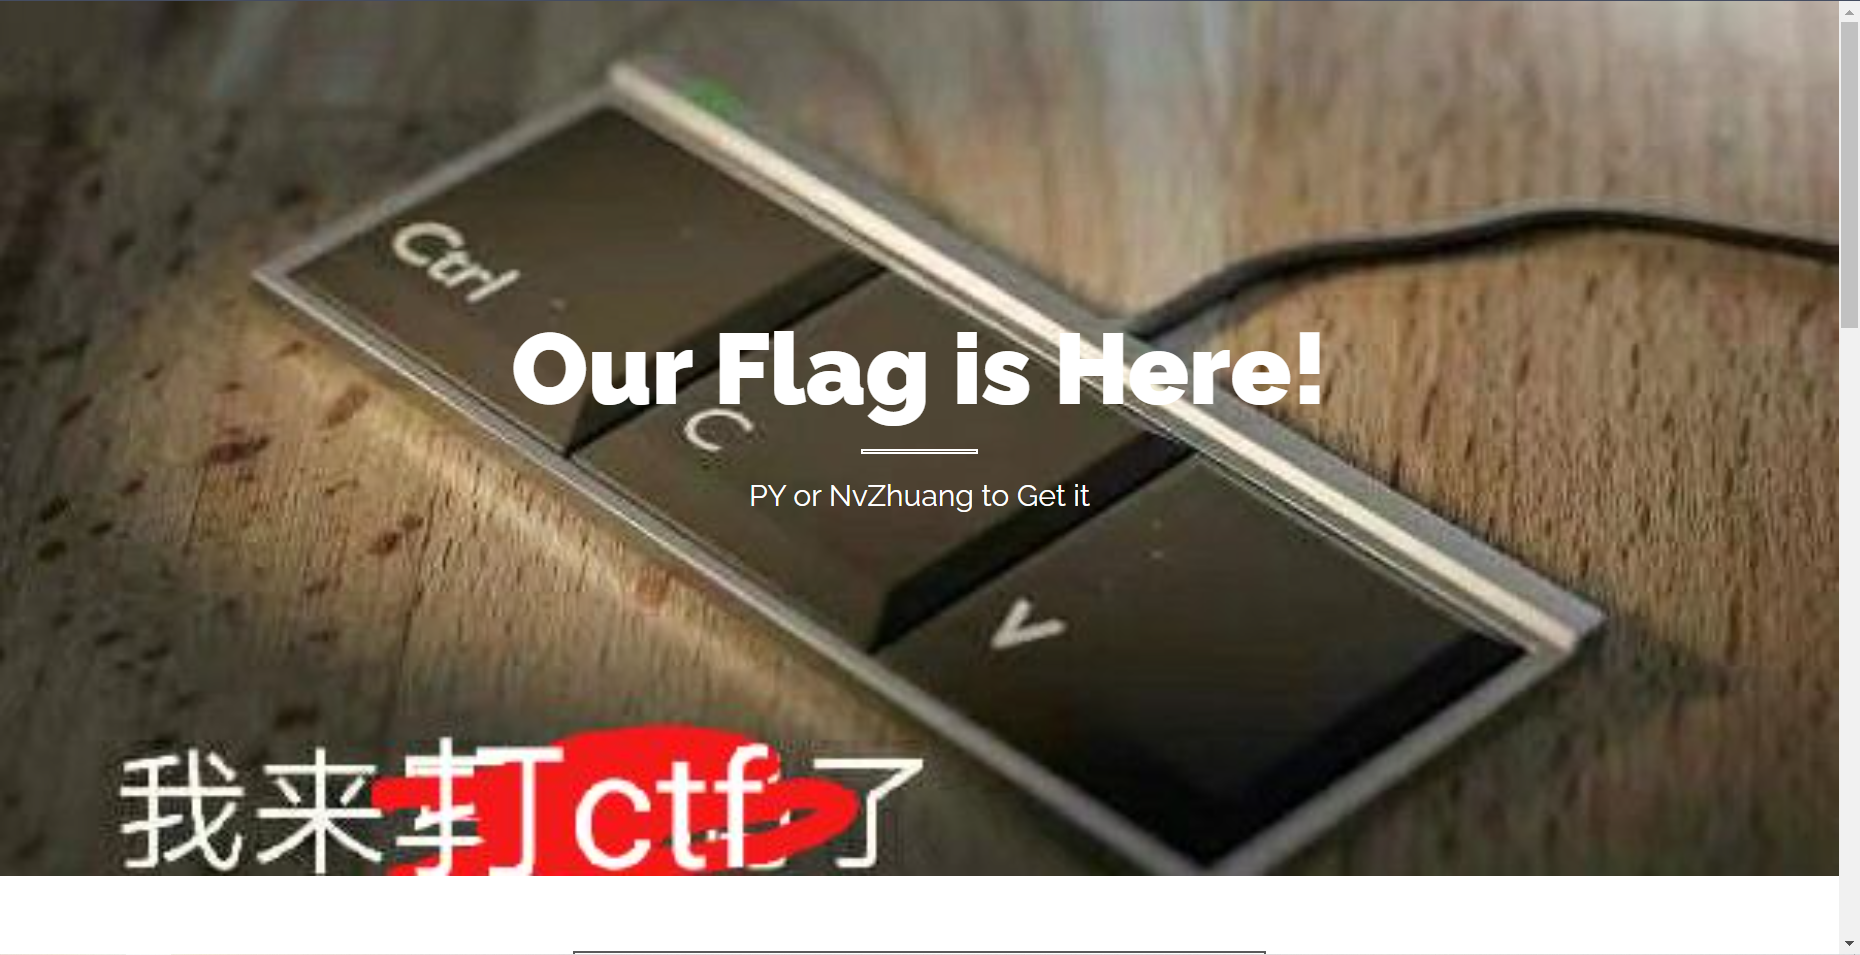 Ctrl
Our Flag is Here!
C
PY or NvZhuang to Get it
V
我来打ctf了